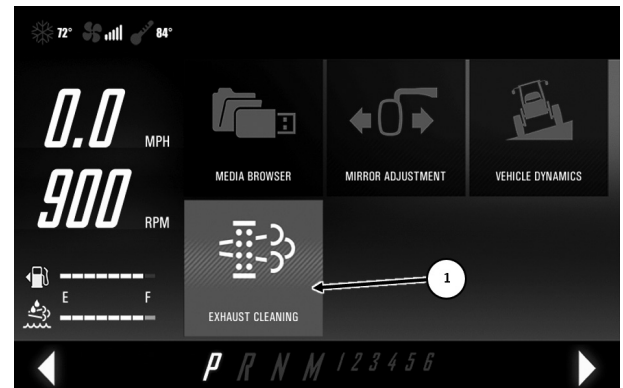 72° 84°
0.0 MPH
MEDIA BROWSER MIRROR ADJUSTMENT VEHICLE DYNAMICS
900 RPM
1
E F
EXHAUST CLEANING
P R N M 1 2 3 4 5 6